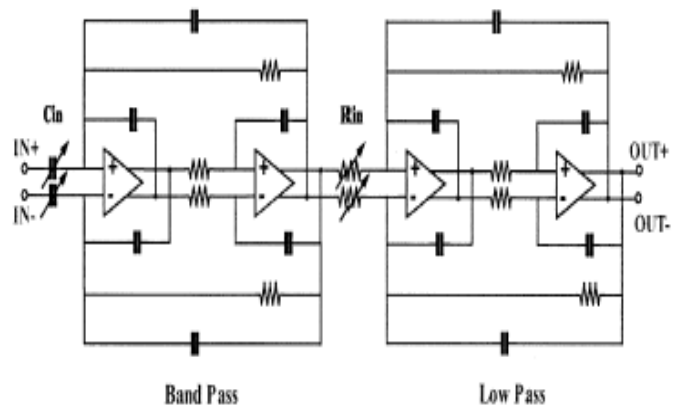 Cin
Rin
IN+
IN-
+
-
+
-
+
-
+
-
OUT+
OUT-
Band Pass
Low Pass